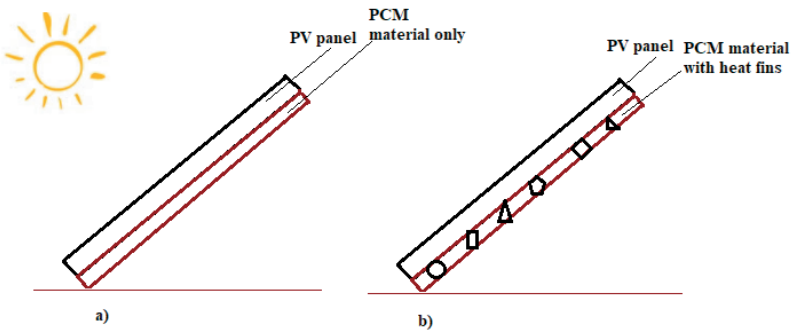 PV panel
PCM
material only
a)
PV panel
PCM material
with heat fins
b)